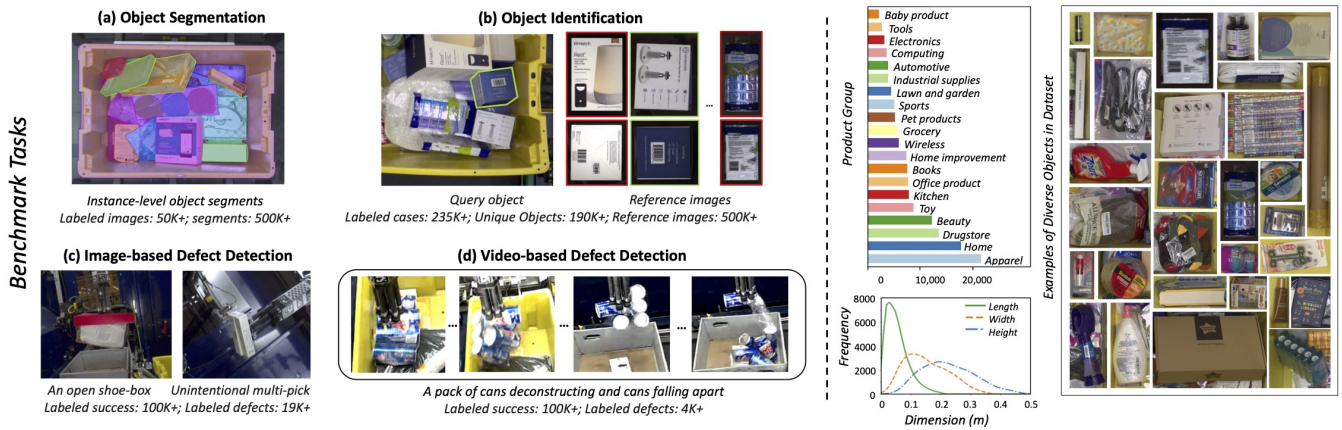 Benchmark Tasks
(a) Object Segmentation
Instance-level object segments
Labeled images: 50K+; segments: 500K+
(b) Object Identification
...
Query object
Reference images
Labeled cases: 235K+; Unique Objects: 190K+; Reference images: 500K+
(c) Image-based Defect Detection
An open shoe-box
Unintentional multi-pick
Labeled success: 100K+; Labeled defects: 19K+
(d) Video-based Defect Detection
...
...
...
A pack of cans deconstructing and cans falling apart
Labeled success: 100K+; Labeled defects: 4K+
Product Group
Baby product
Tools
Electronics
Computing
Automotive
Industrial supplies
Lawn and garden
Sports
Pet products
Grocery
Wireless
Home improvement
Books
Office product
Kitchen
Toy
Beauty
Drugstore
Home
Apparel
0
10,000
20,000
Frequency
8000
6000
4000
2000
0
Length
Width
Height
0
0.1
0.2
0.3
0.4
0.5
Dimension (m)
Examples of Diverse Objects in Dataset